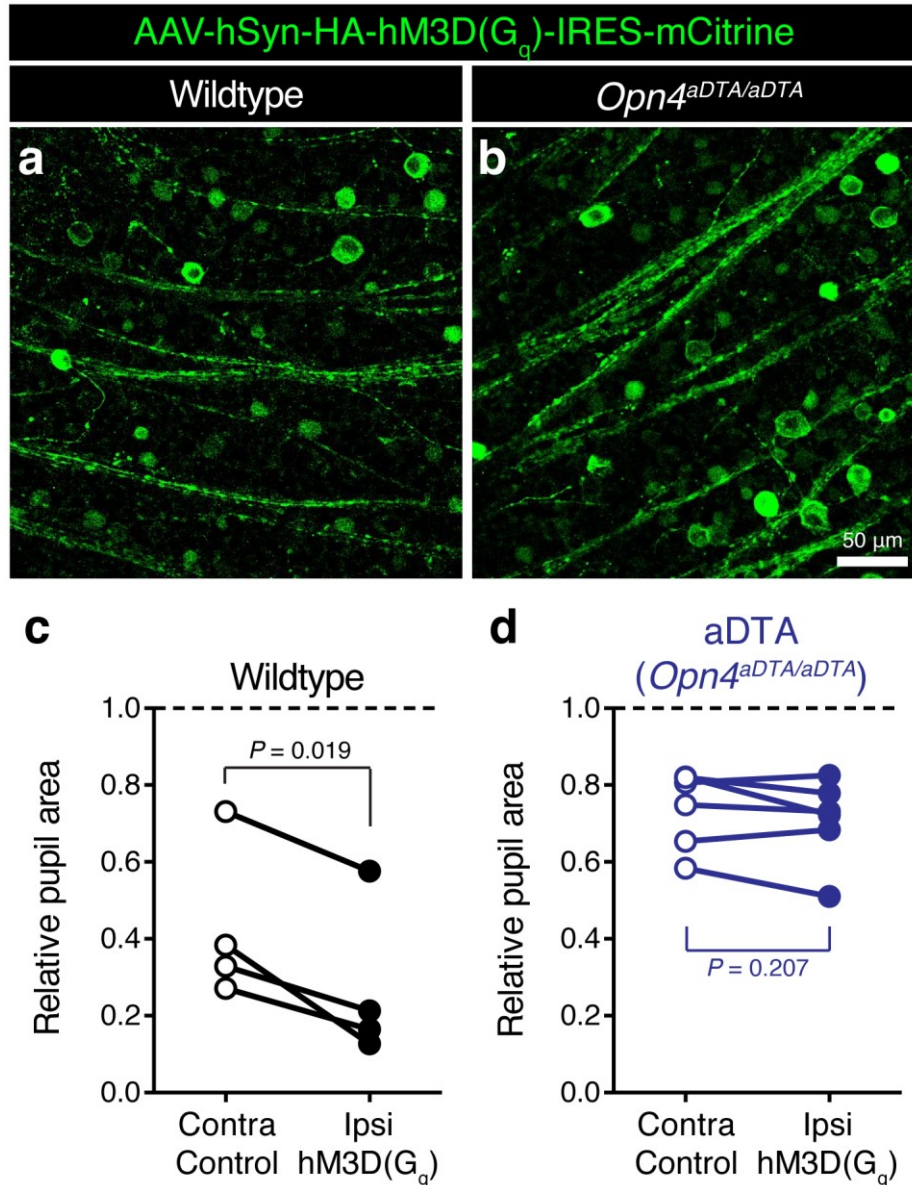 AAV-hSyn-HA-hM3D(Gq)-IRES-mCitrine
Wildtype
Opn4aDTA/aDTA
a
b
50 µm
c
Wildtype
1.0
0.8
0.6
0.4
0.2
0.0
Relative pupil area
P = 0.019
Contra
Control
Ipsi
hM3D(Gq)
d
aDTA
(Opn4aDTA/aDTA)
1.0
0.8
0.6
0.4
0.2
0.0
Relative pupil area
P = 0.207
Contra
Control
Ipsi
hM3D(Gq)